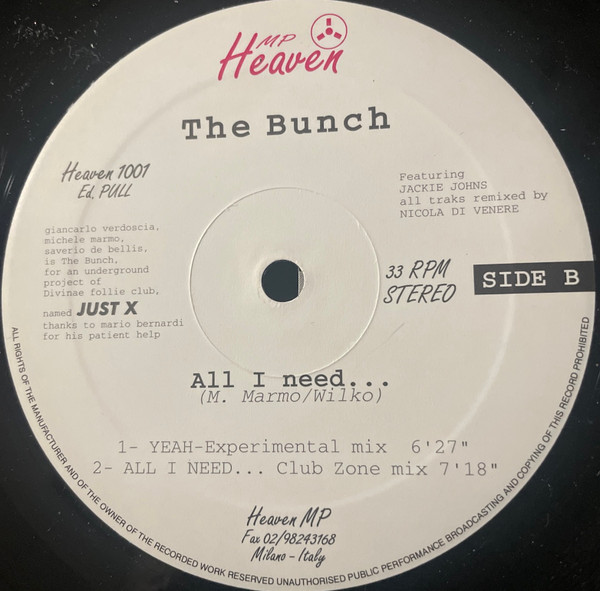 MP
Heaven
The Bunch
Heaven 1001
Ed. PULL
Featuring
JACKIE JOHNS
all traks remixed by
NICOLA DI VENERE
giancarlo verdoscia,
michele marmo,
saverio de bellis,
is The Bunch,
for an underground
project of
Divinae follie club,
named JUST X
thanks to mario bernardi
for his patient help
33 RPM
STEREO
SIDE B
All I need...
(M. Marmo/Wilko)
1- YEAH-Experimental mix 6'27"
2- ALL I NEED... Club Zone mix 7'18"
Heaven MP
Fax 02/98243168
Milano - Italy
ALL RIGHTS OF THE MANUFACTURER AND OF THE OWNER OF THE RECORDED WORK RESERVED UNAUTHORISED PUBLIC PERFORMANCE BROADCASTING AND COPYING OF THIS RECORD PROHIBITED